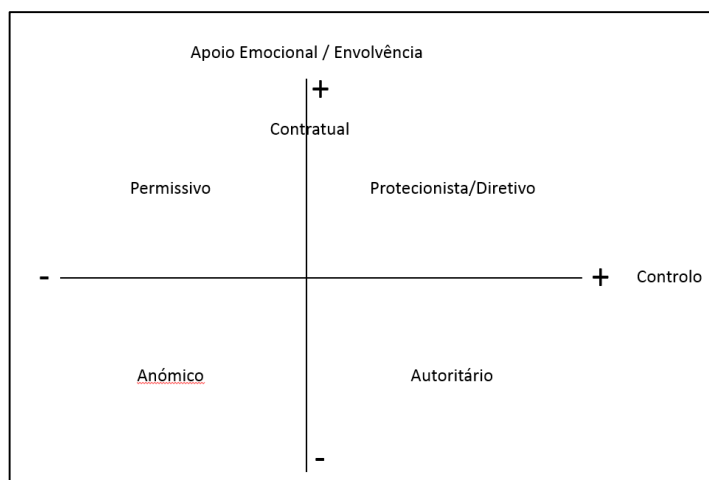 Apoio Emocional / Envolvência
+
Contratual
Permissivo
Protecionista/Diretivo
-
+
Controlo
Anómico
Autoritário
-